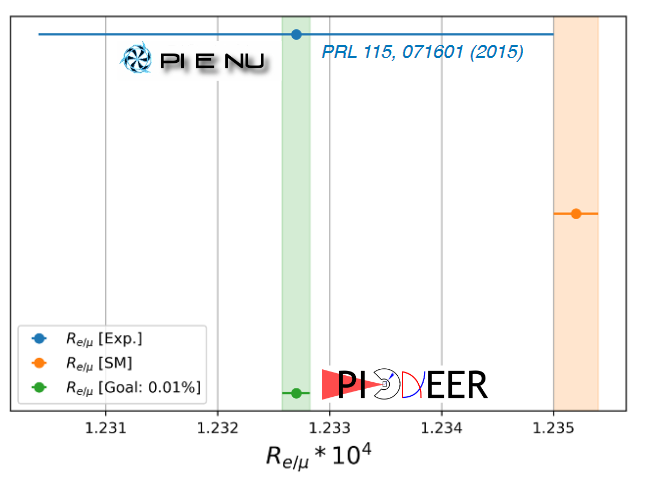 PI E NU
PRL 115, 071601 (2015)
R_{e/μ} [Exp.]
R_{e/μ} [SM]
R_{e/μ} [Goal: 0.01%]
PIONEER
1.231 1.232 1.233 1.234 1.235
R_{e/μ} * 10^4